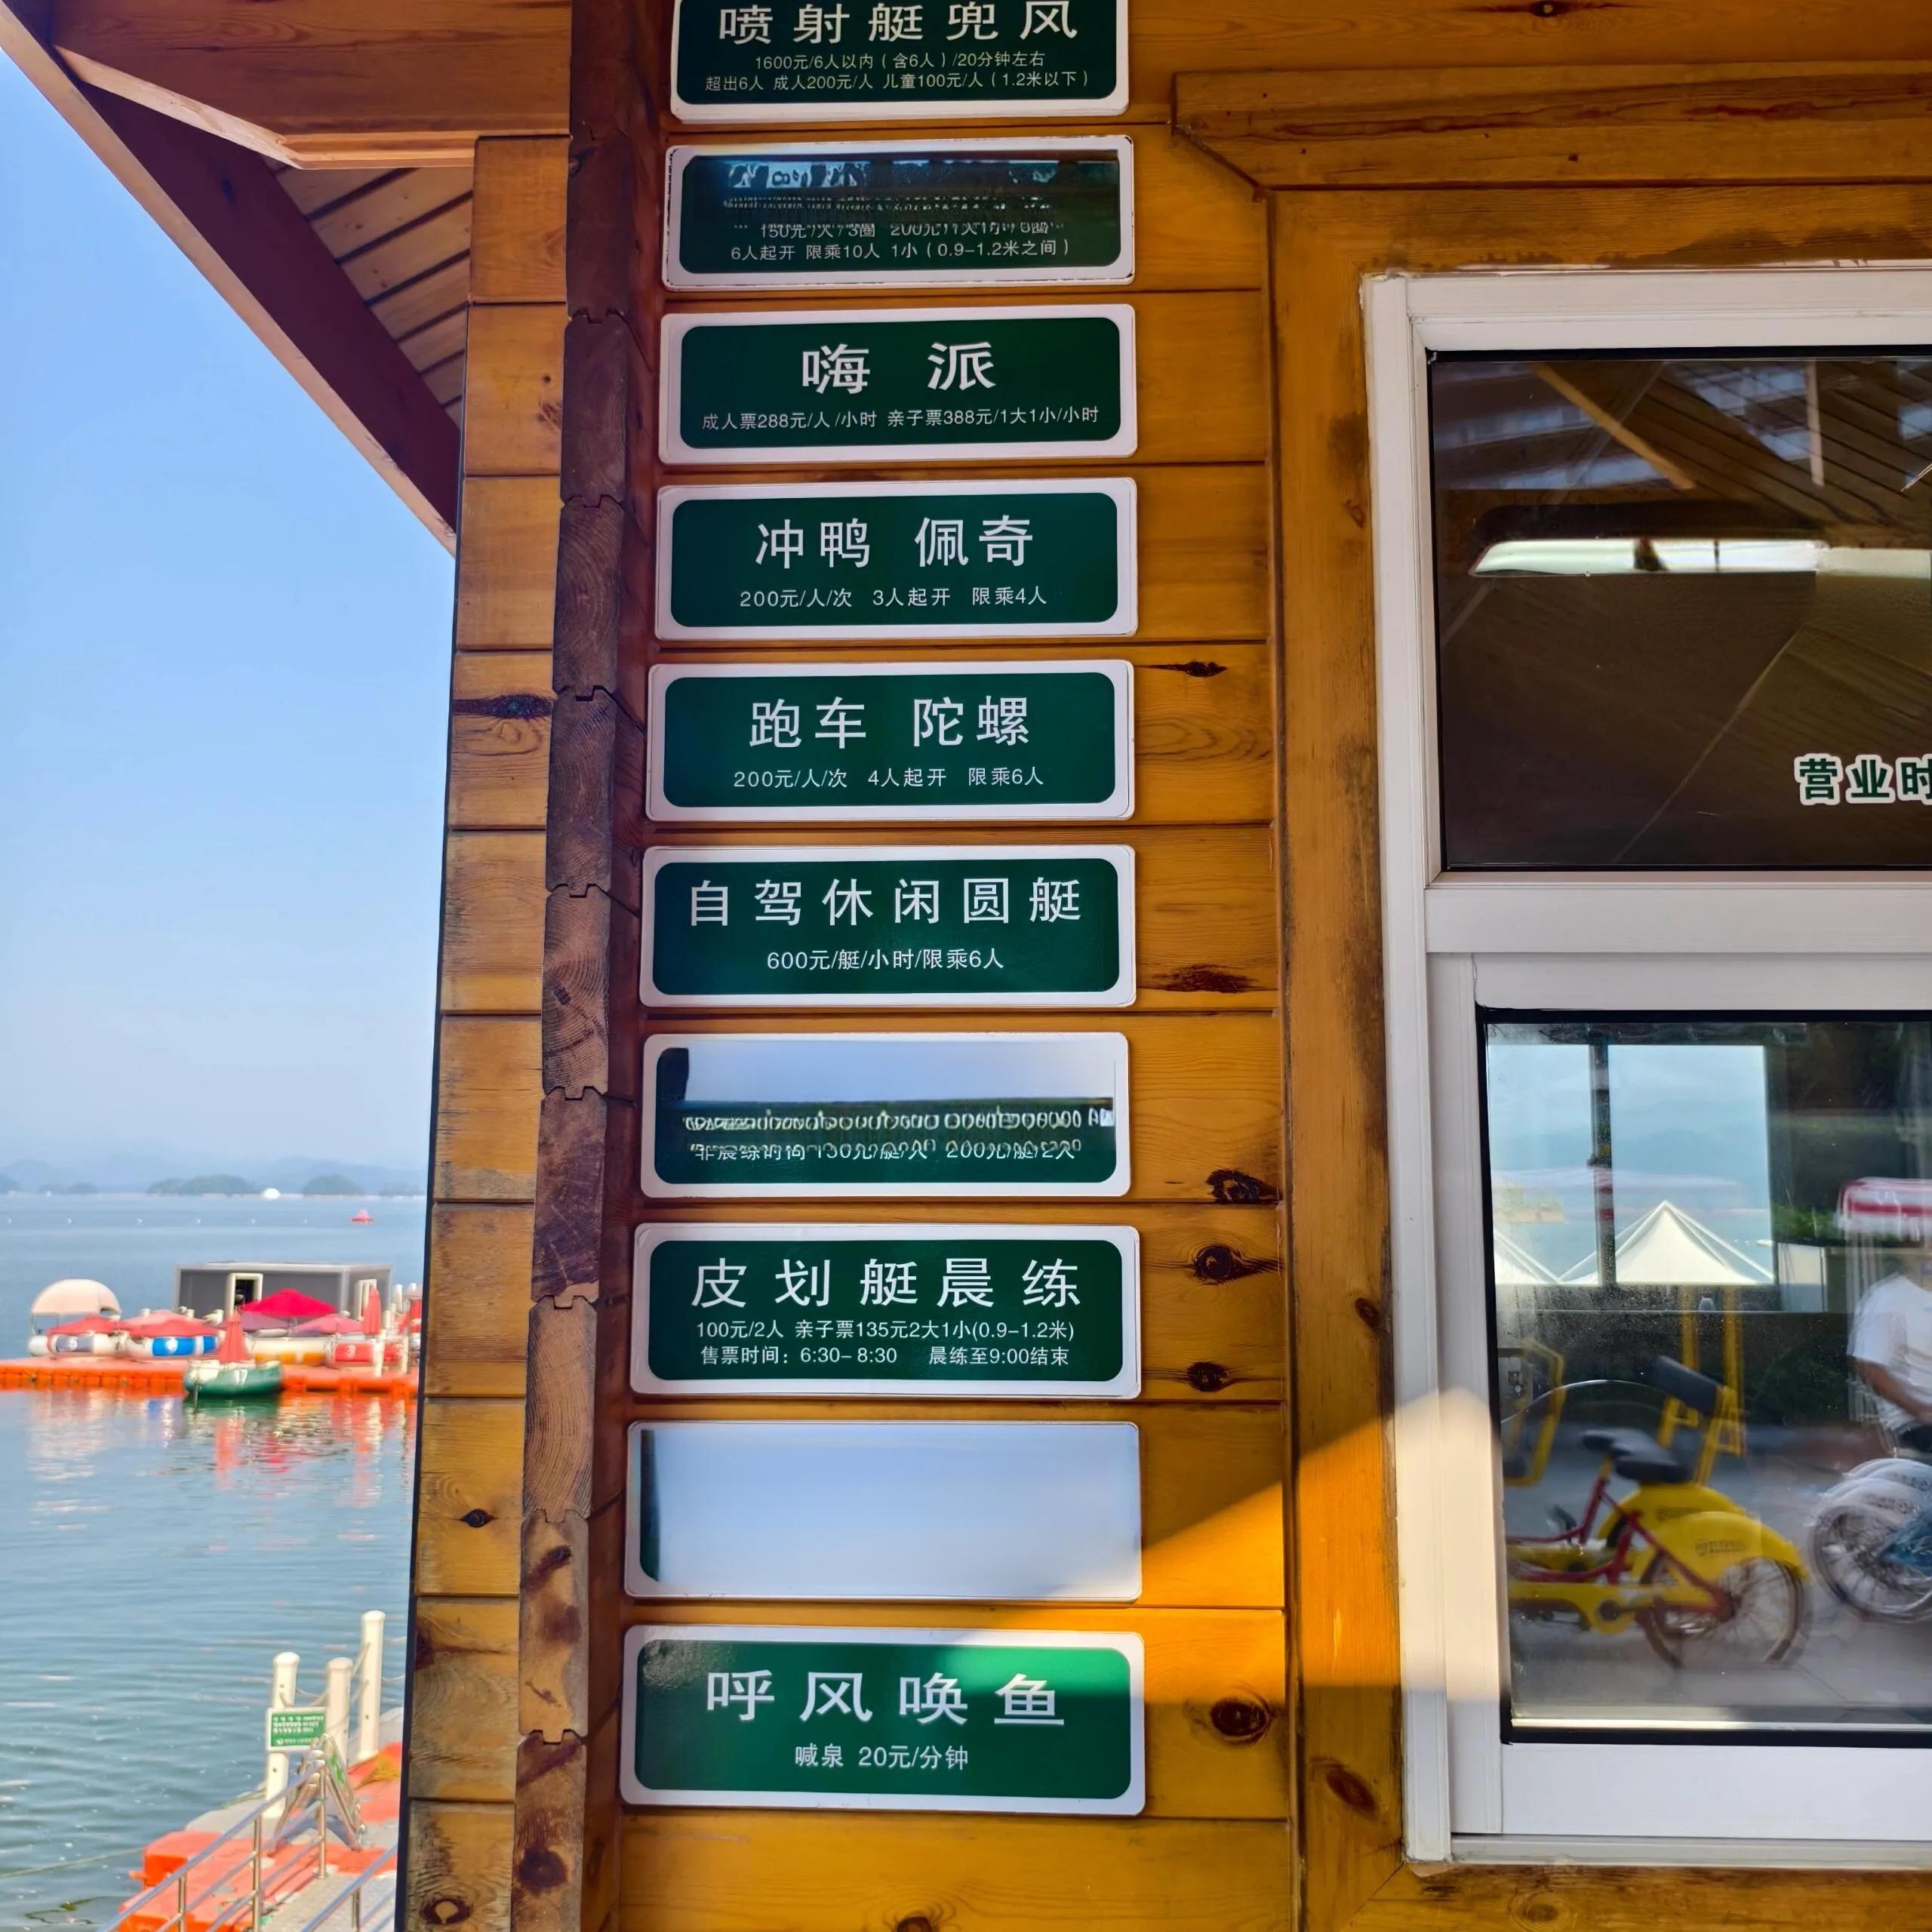 喷射艇兜风
1600元/6人以内（含6人）/20分钟左右
超出6人 成人200元/人 儿童100元/人（1.2米以下）
6人起开 限乘10人 1小（0.9-1.2米之间）
嗨派
成人票288元/人/小时 亲子票388元/1大1小/小时
冲鸭 佩奇
200元/人/次 3人起开 限乘4人
跑车 陀螺
200元/人/次 4人起开 限乘6人
自驾休闲圆艇
600元/艇/小时/限乘6人
皮划艇晨练
100元/2人 亲子票135元2大1小(0.9-1.2米)
售票时间：6:30-8:30 晨练至9:00结束
呼风唤鱼
喊泉 20元/分钟
营业时